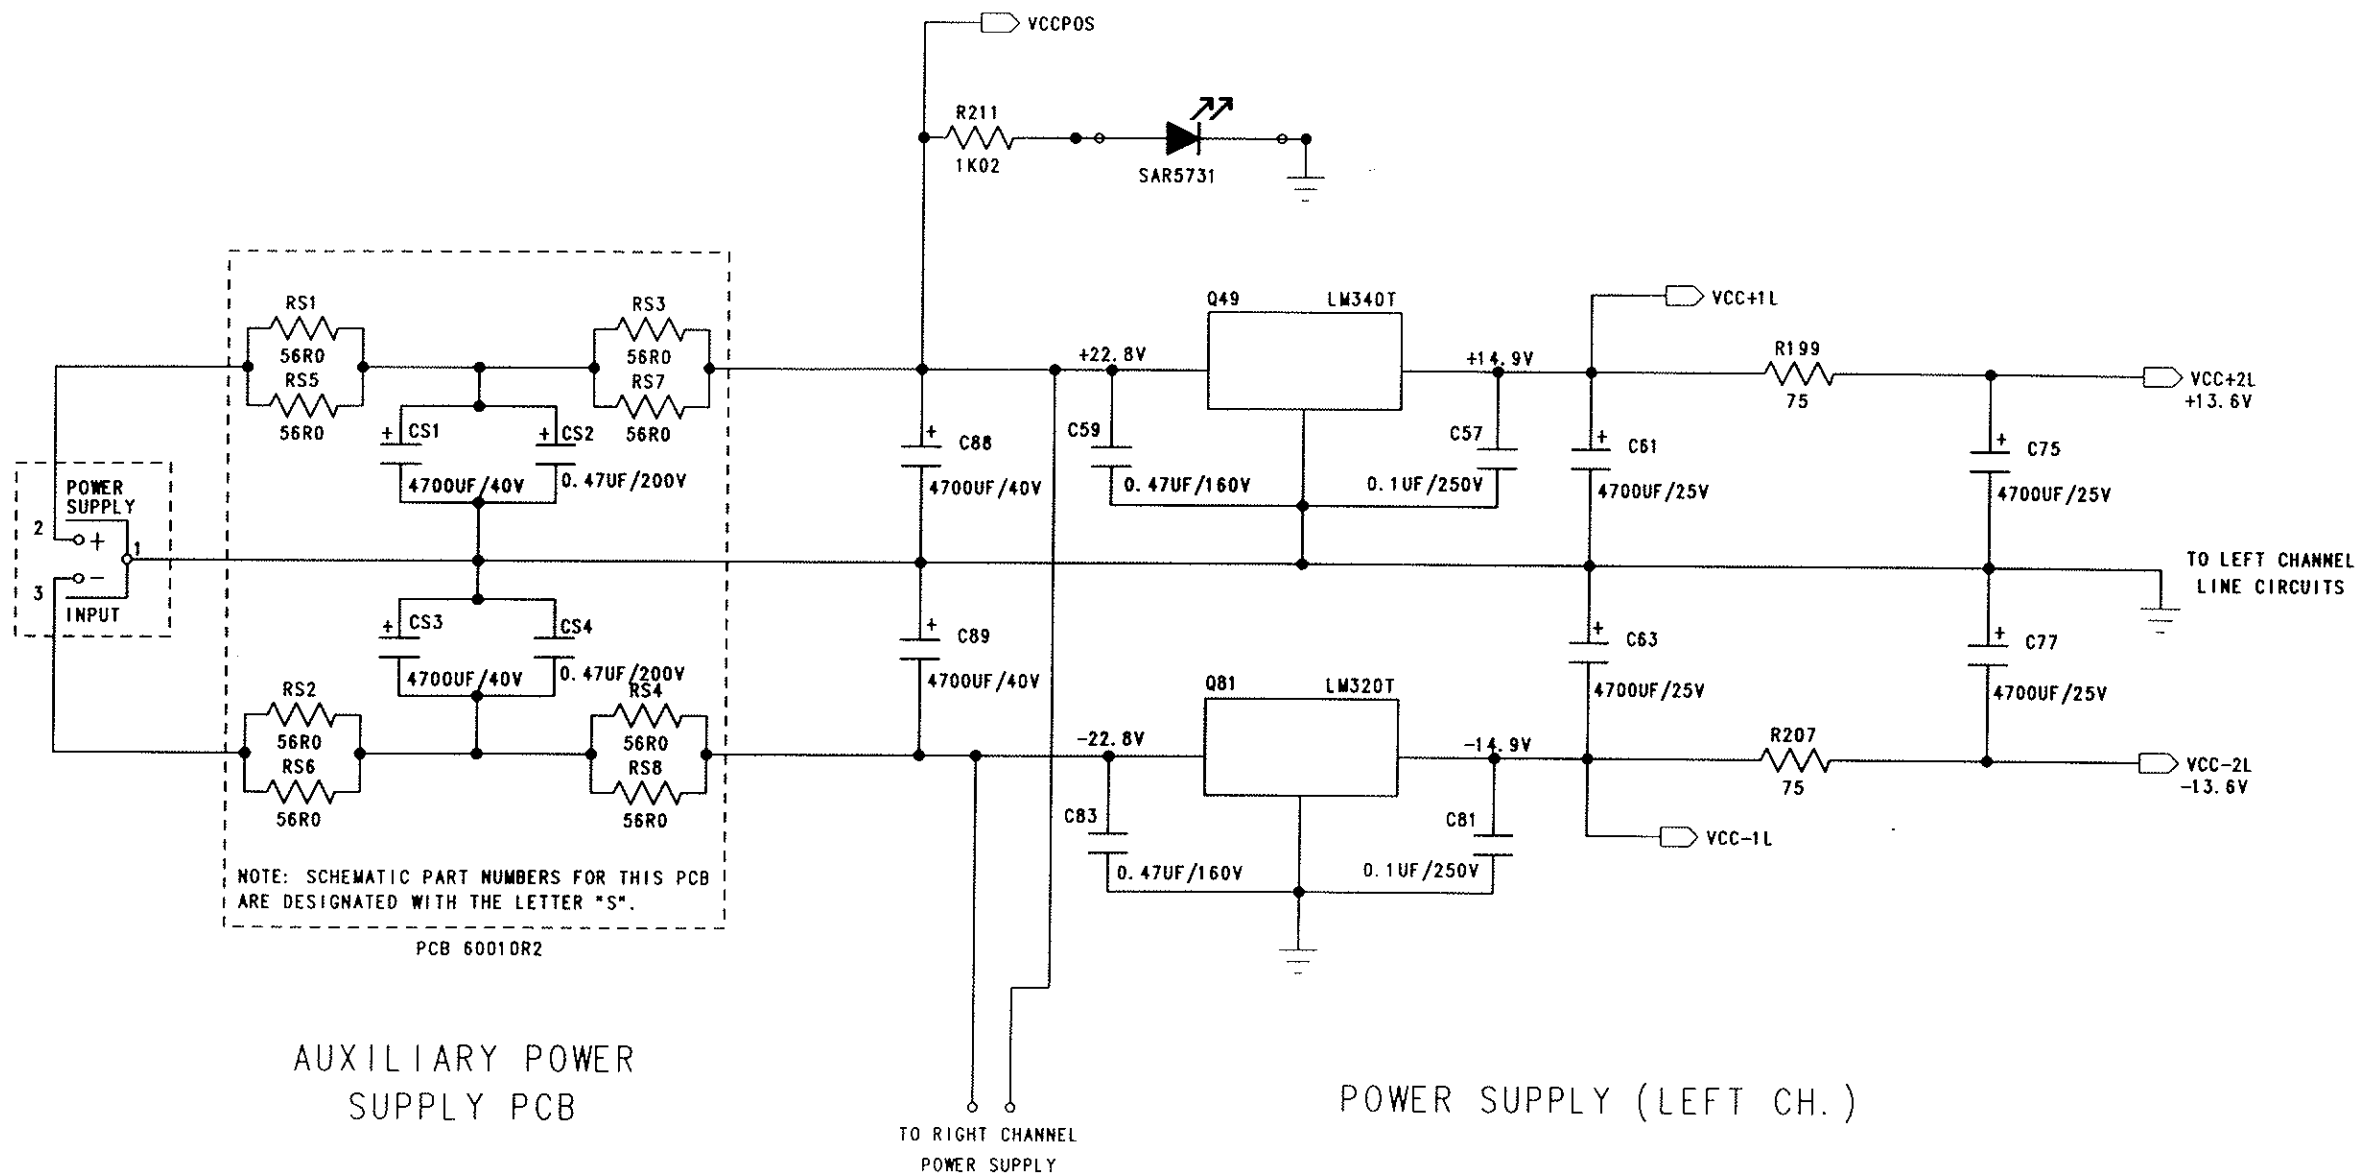 VCCPOS
R211
1K02
SAR5731
RS1
56R0
RS5
56R0
RS3
56R0
RS7
56R0
+
CS1
4700UF/40V
+
CS2
0.47UF/200V
POWER
SUPPLY
2
+
1
-
3
INPUT
+
CS3
4700UF/40V
CS4
0.47UF/200V
RS2
56R0
RS6
56R0
RS4
56R0
RS8
56R0
NOTE: SCHEMATIC PART NUMBERS FOR THIS PCB
ARE DESIGNATED WITH THE LETTER "S".
PCB 60010R2
AUXILIARY POWER
SUPPLY PCB
+
C88
4700UF/40V
+
C89
4700UF/40V
+22.8V
Q49
LM340T
+14.9V
C59
0.47UF/160V
C57
0.1UF/250V
VCC+1L
+
C61
4700UF/25V
R199
75
+
C75
4700UF/25V
VCC+2L
+13.6V
TO LEFT CHANNEL
LINE CIRCUITS
+
C63
4700UF/25V
+
C77
4700UF/25V
-22.8V
Q81
LM320T
-14.9V
R207
75
VCC-2L
-13.6V
C83
0.47UF/160V
C81
0.1UF/250V
VCC-1L
TO RIGHT CHANNEL
POWER SUPPLY
POWER SUPPLY (LEFT CH.)